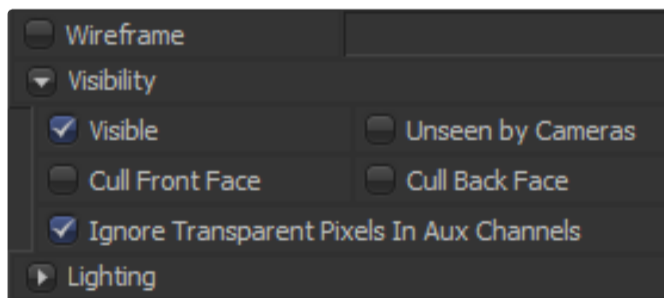 Wireframe
Visibility
Visible Unseen by Cameras
Cull Front Face Cull Back Face
Ignore Transparent Pixels In Aux Channels
Lighting